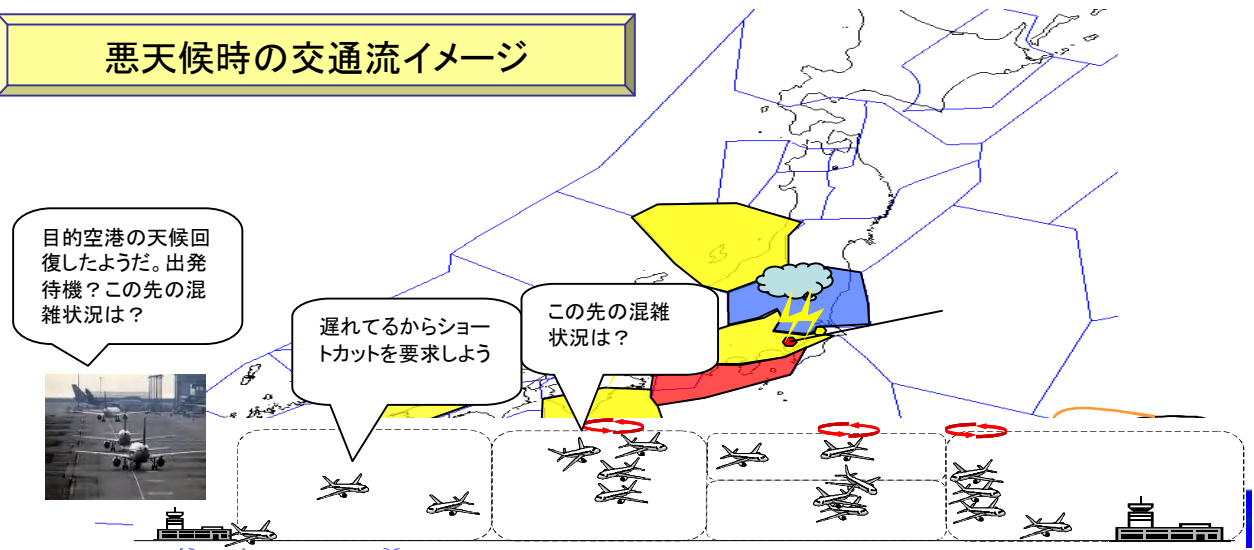 悪天候時の交通流イメージ
目的空港の天候回
復したようだ。出発
待機？この先の混
雑状況は？
遅れてるからショー
トカットを要求しよう
この先の混雑
状況は？